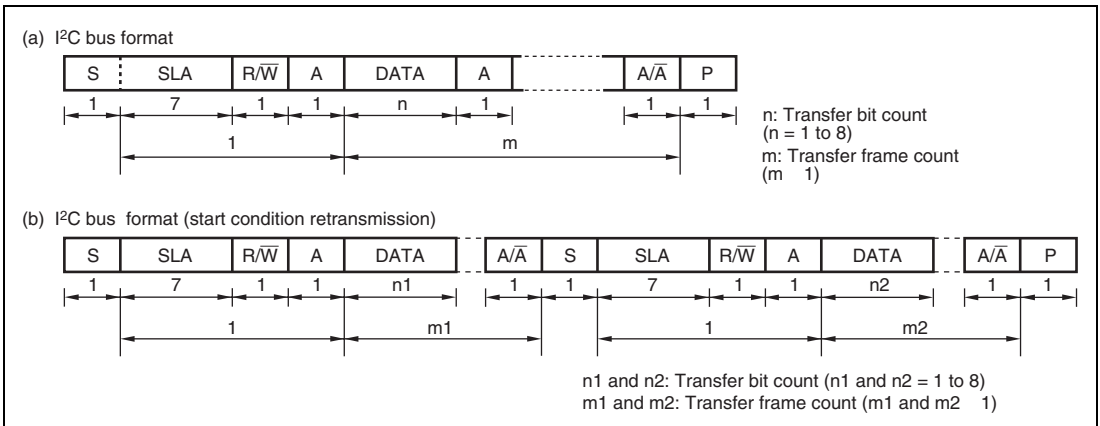 (a) I²C bus format
S SLA R/W̅ A DATA A A/A̅ P
1 7 1 1 n 1 1 1
1 m
n: Transfer bit count
(n = 1 to 8)
m: Transfer frame count
(m 1)
(b) I²C bus format (start condition retransmission)
S SLA R/W̅ A DATA A/A̅ S SLA R/W̅ A DATA A/A̅ P
1 7 1 1 n1 1 1 7 1 1 n2 1 1
1 m1 1 m2
n1 and n2: Transfer bit count (n1 and n2 = 1 to 8)
m1 and m2: Transfer frame count (m1 and m2 1)